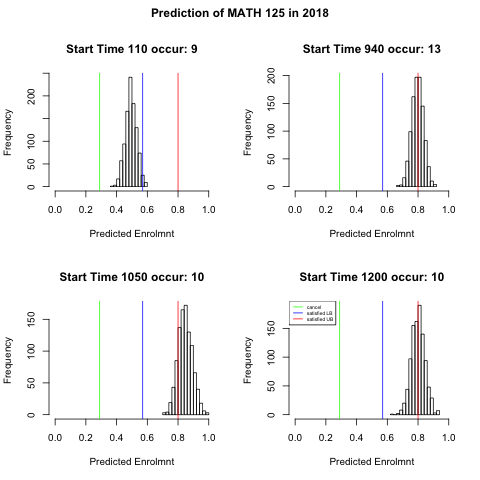 Prediction of MATH 125 in 2018
Start Time 110 occur: 9
Frequency
0 50 100 200
0.0 0.2 0.4 0.6 0.8 1.0
Predicted Enrolmnt
Start Time 940 occur: 13
Frequency
0 50 100 150 200
0.0 0.2 0.4 0.6 0.8 1.0
Predicted Enrolmnt
Start Time 1050 occur: 10
Frequency
0 50 100 150
0.0 0.2 0.4 0.6 0.8 1.0
Predicted Enrolmnt
Start Time 1200 occur: 10
cancel
satisfied LB
satisfied UB
Frequency
0 50 100 150
0.0 0.2 0.4 0.6 0.8 1.0
Predicted Enrolmnt